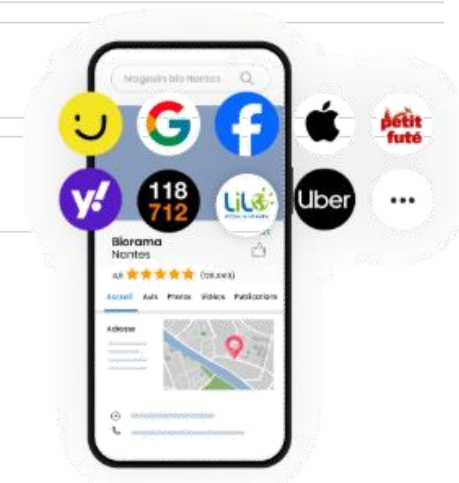 Magasin bio Nantes
G f petit futé
y! 118 712 LiLO Uber ...
Biorama
Nantes
Accueil Avis Photos Vidéos Publications
Adresse